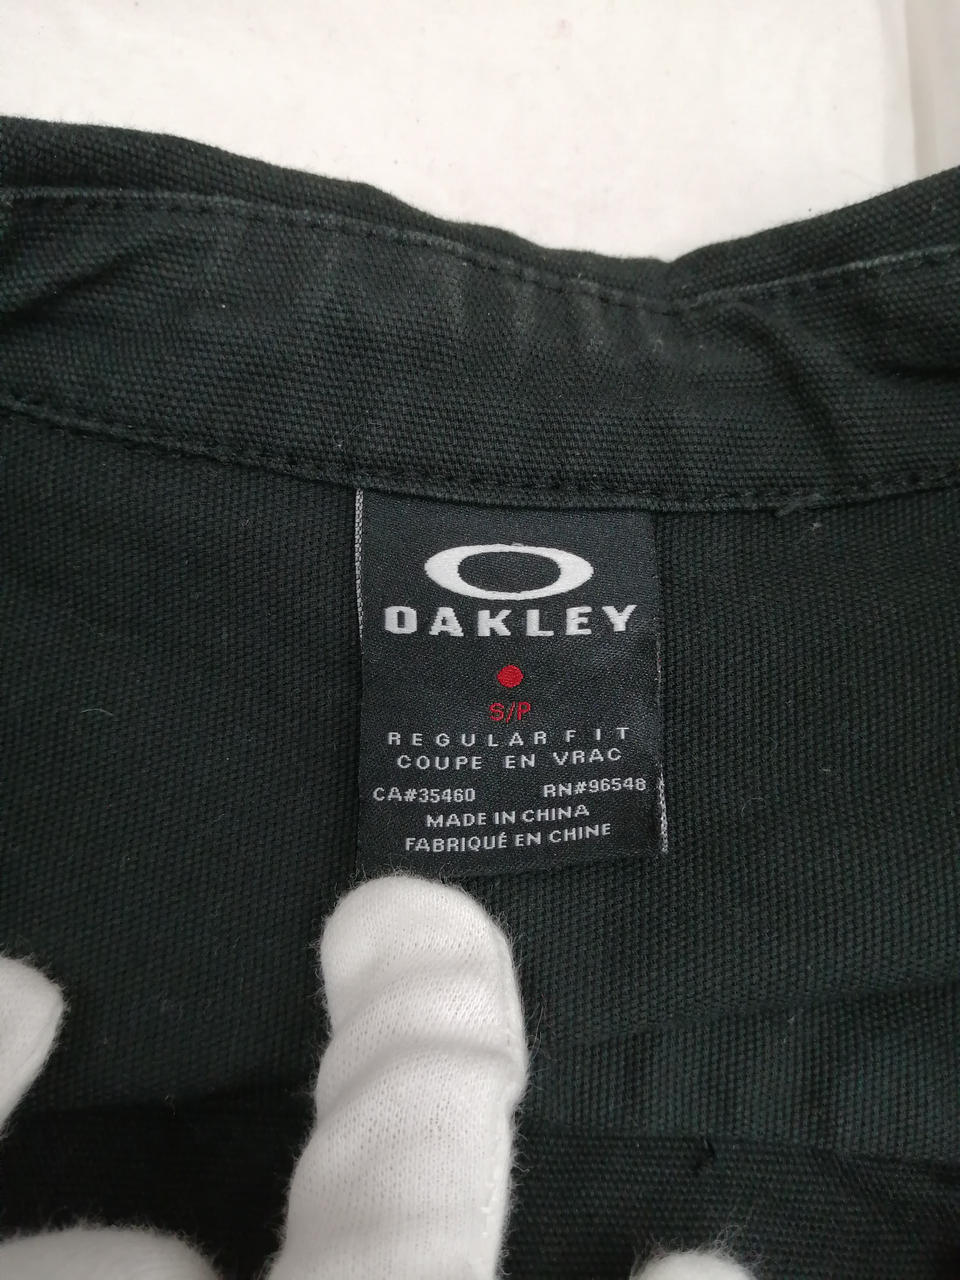 OAKLEY
S/P
REGULAR FIT
COUPE EN VRAC
CA#35460 RN#96548
MADE IN CHINA
FABRIQUÉ EN CHINE